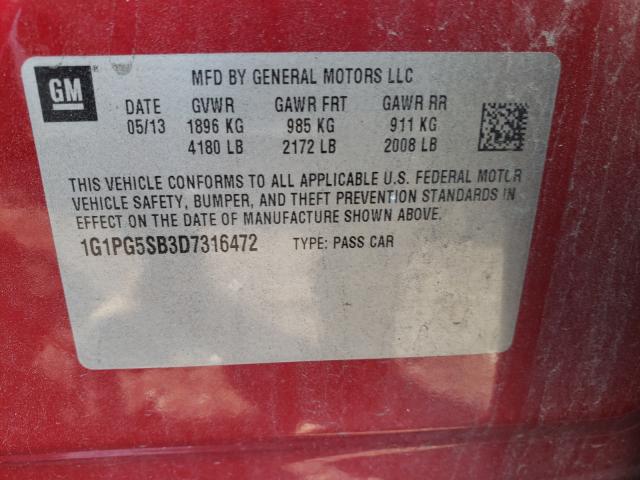 GM
MFD BY GENERAL MOTORS LLC
DATE GVWR GAWR FRT GAWR RR
05/13 1896 KG 985 KG 911 KG
4180 LB 2172 LB 2008 LB
THIS VEHICLE CONFORMS TO ALL APPLICABLE U.S. FEDERAL MOTOR
VEHICLE SAFETY, BUMPER, AND THEFT PREVENTION STANDARDS IN
EFFECT ON THE DATE OF MANUFACTURE SHOWN ABOVE.
1G1PG5SB3D7316472 TYPE: PASS CAR